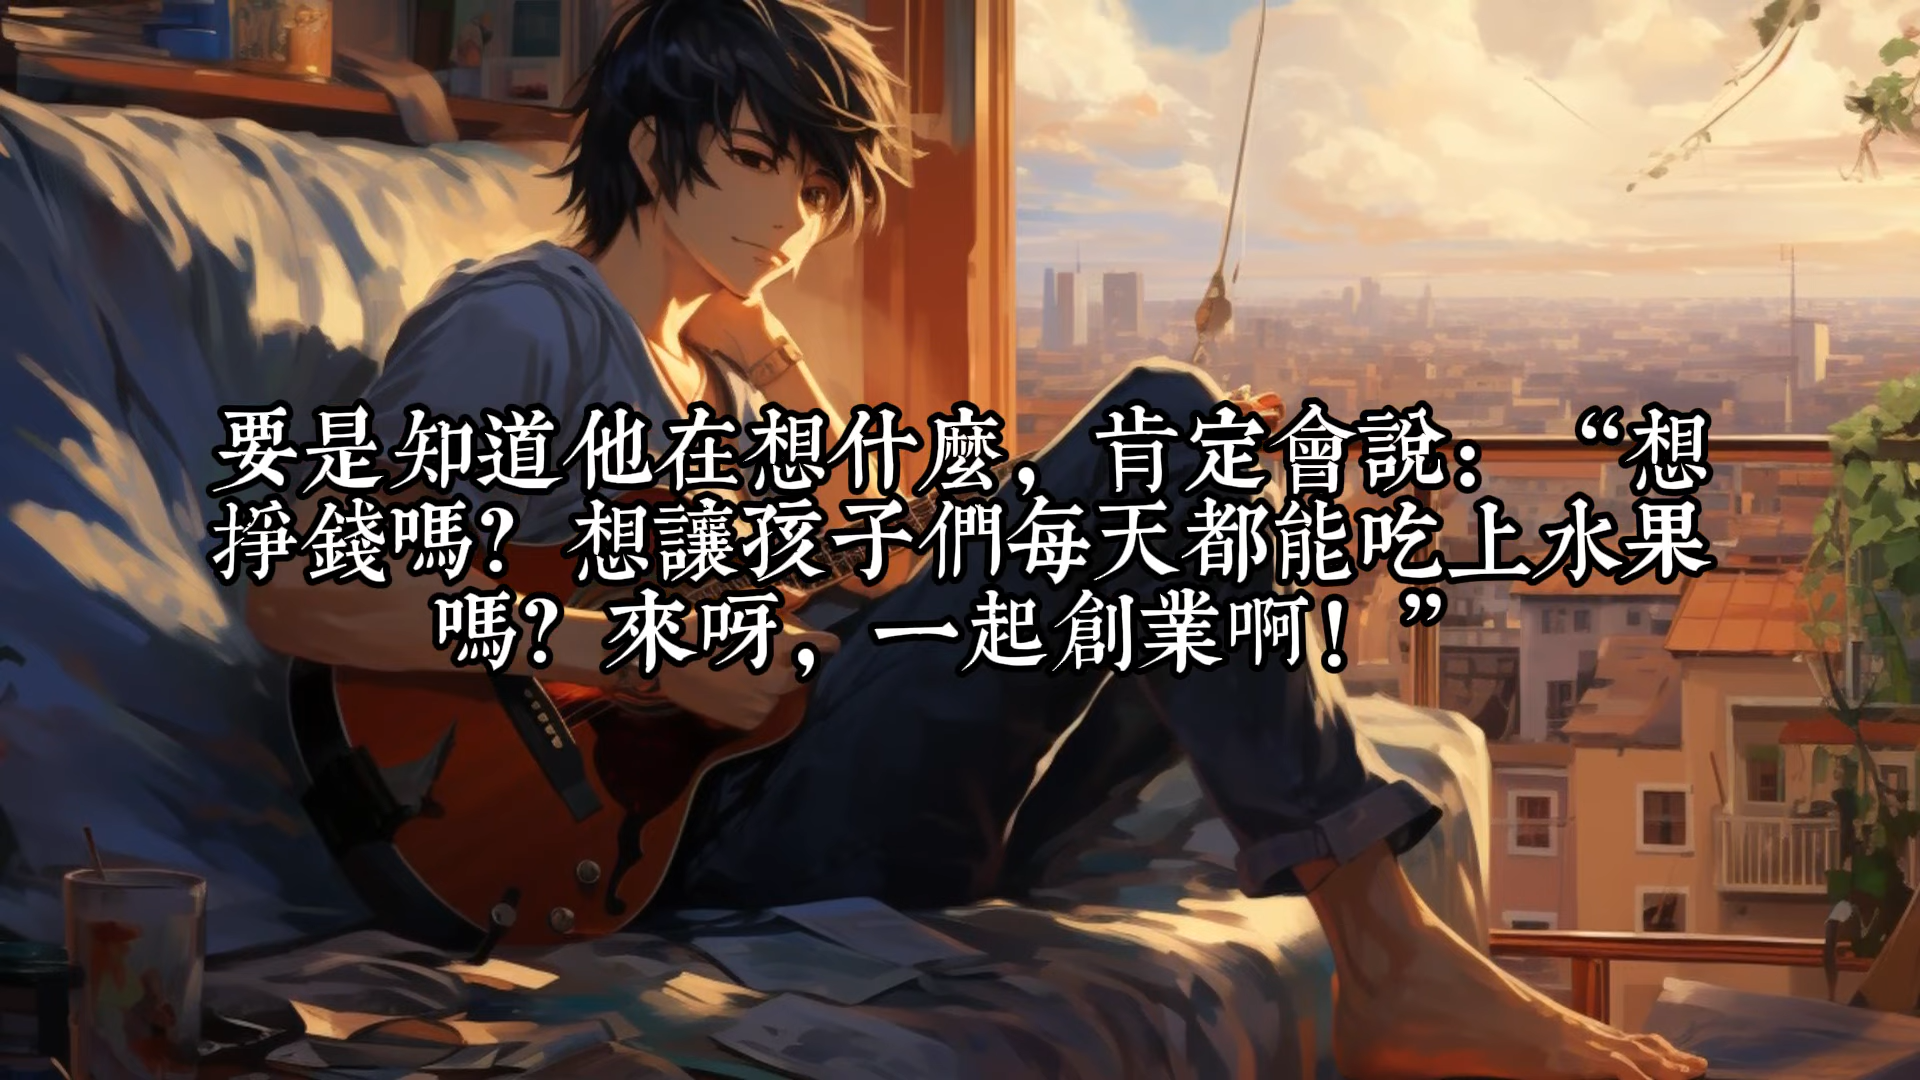 要是知道他在想什麼，肯定會說：“想
掙錢嗎？想讓孩子們每天都能吃上水果
嗎？來呀，一起創業啊！”